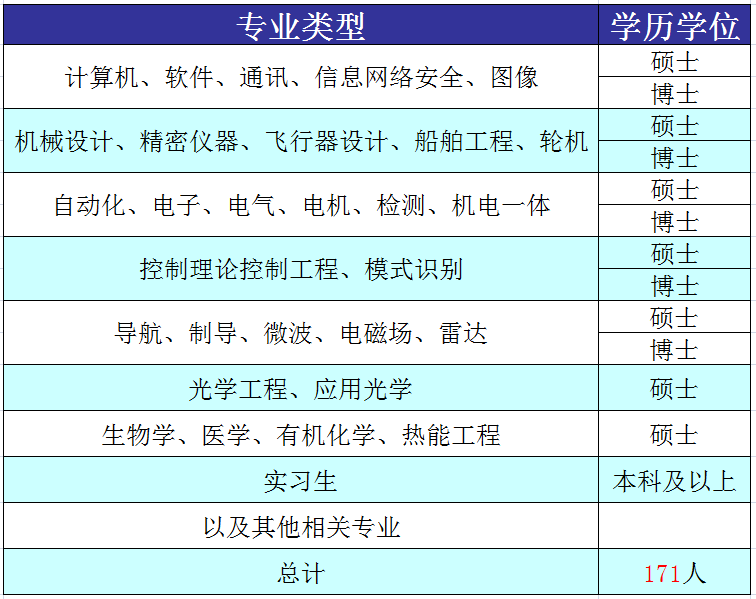 专业类型 学历学位
计算机、软件、通讯、信息网络安全、图像 硕士
博士
机械设计、精密仪器、飞行器设计、船舶工程、轮机 硕士
博士
自动化、电子、电气、电机、检测、机电一体 硕士
博士
控制理论控制工程、模式识别 硕士
博士
导航、制导、微波、电磁场、雷达 硕士
博士
光学工程、应用光学 硕士
生物学、医学、有机化学、热能工程 硕士
实习生 本科及以上
以及其他相关专业
总计 171人